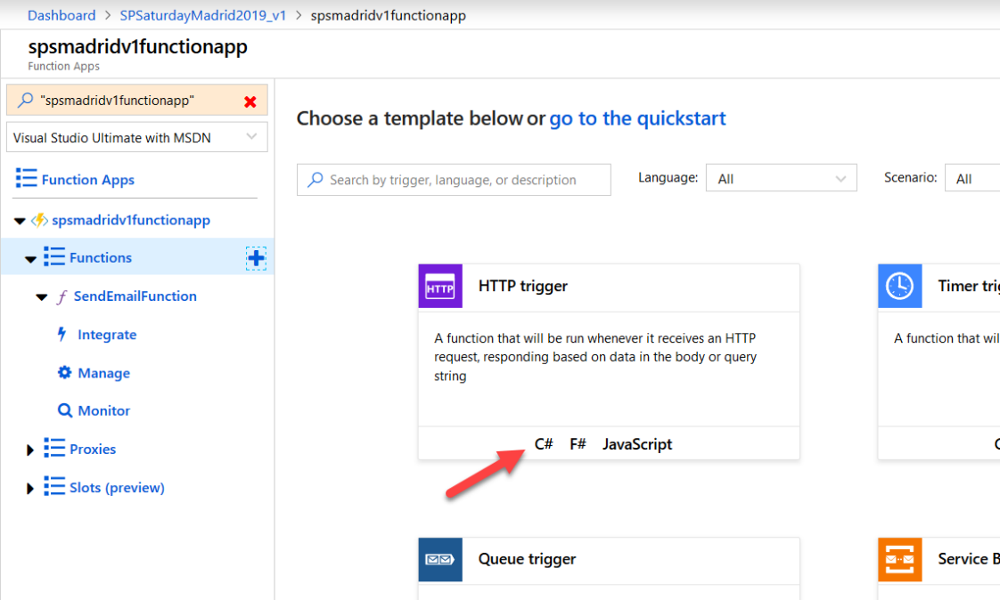 Dashboard > SPSaturdayMadrid2019_v1 > spsmadridv1functionapp
spsmadridv1functionapp
Function Apps
"spsmadridv1functionapp"
Visual Studio Ultimate with MSDN
Function Apps
spsmadridv1functionapp
Functions
SendEmailFunction
Integrate
Manage
Monitor
Proxies
Slots (preview)
Choose a template below or go to the quickstart
Search by trigger, language, or description
Language: All
Scenario: All
HTTP
HTTP trigger
A function that will be run whenever it receives an HTTP
request, responding based on data in the body or query
string
C# F# JavaScript
Timer
A function that
Queue trigger
Service